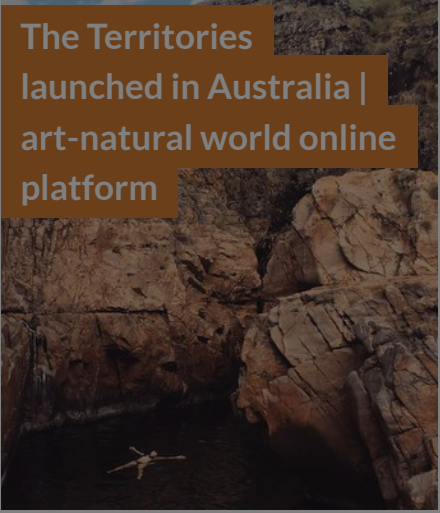 The Territories
launched in Australia |
art-natural world online
platform